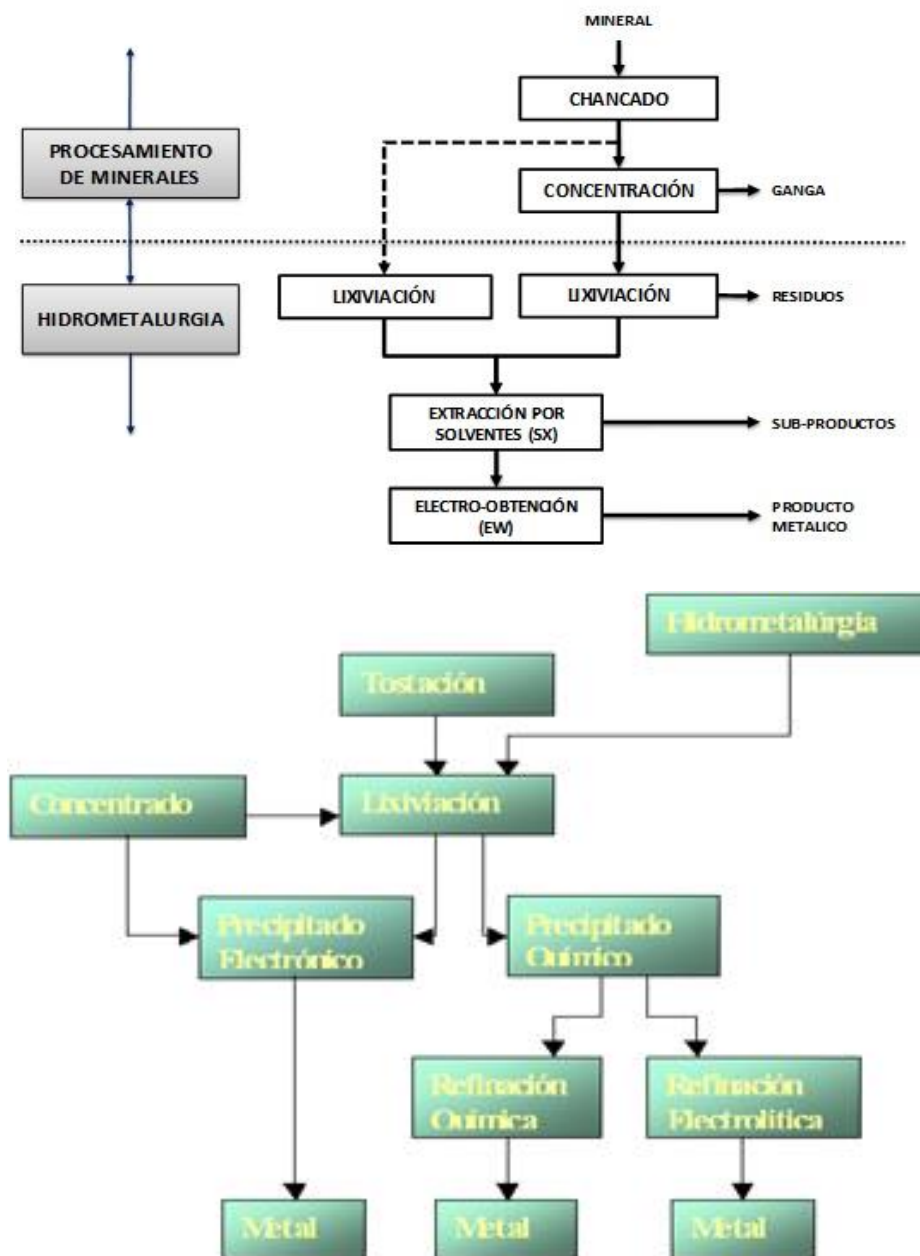 MINERAL
CHANCADO
PROCESAMIENTO
DE MINERALES
CONCENTRACIÓN
GANGA
HIDROMETALURGIA
LIXIVIACIÓN
LIXIVIACIÓN
RESIDUOS
EXTRACCIÓN POR
SOLVENTES (SX)
SUB-PRODUCTOS
ELECTRO-OBTENCIÓN
(EW)
PRODUCTO
METALICO
Hidrometalúrgia
Tostación
Concentrado
Lixiviación
Precipitado
Electrónico
Precipitado
Químico
Refinación
Química
Refinación
Electrolítica
Metal
Metal
Metal